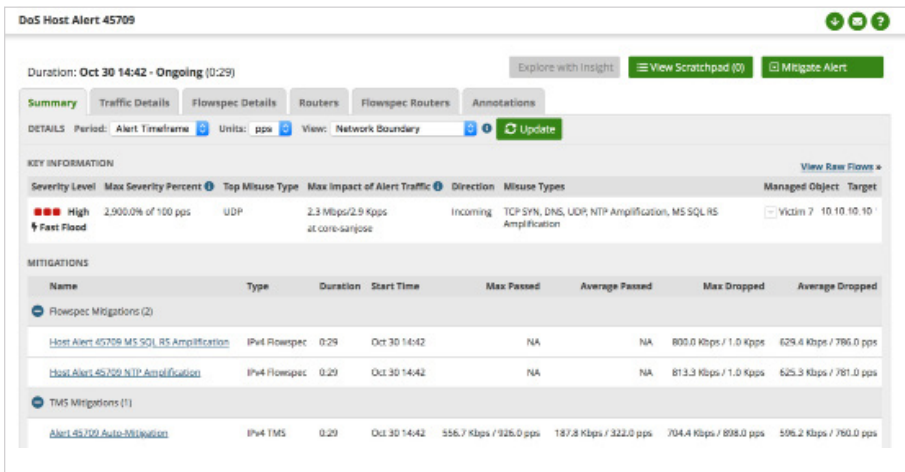 DoS Host Alert 45709
Duration: Oct 30 14:42 - Ongoing (0:29)
Explore with Insight
View Scratchpad (0)
Mitigate Alert
Summary Traffic Details Flowspec Details Routers Flowspec Routers Annotations
DETAILS Period: Alert Timeframe Units: pps View: Network Boundary Update
KEY INFORMATION
View Raw Flows »
Severity Level Max Severity Percent Top Misuse Type Max Impact of Alert Traffic Direction Misuse Types Managed Object Target
High 2,900.0% of 100 pps UDP 2.3 Mbps/2.9 Kpps Incoming TCP SYN, DNS, UDP, NTP Amplification, MS SQL RS Victim 7 10.10.10.10
Fast Flood at core-sanjose Amplification
MITIGATIONS
Name Type Duration Start Time Max Passed Average Passed Max Dropped Average Dropped
Flowspec Mitigations (2)
Host Alert 45709 MS SQL RS Amplification IPv4 Flowspec 0:29 Oct 30 14:42 NA NA 800.0 Kbps / 1.0 Kpps 629.4 Kbps / 786.0 pps
Host Alert 45709 NTP Amplification IPv4 Flowspec 0:29 Oct 30 14:42 NA NA 813.3 Kbps / 1.0 Kpps 625.3 Kbps / 781.0 pps
TMS Mitigations (1)
Alert 45709 Auto-Mitigation IPv4 TMS 0:29 Oct 30 14:42 556.7 Kbps / 926.0 pps 187.8 Kbps / 322.0 pps 704.4 Kbps / 898.0 pps 596.2 Kbps / 760.0 pps